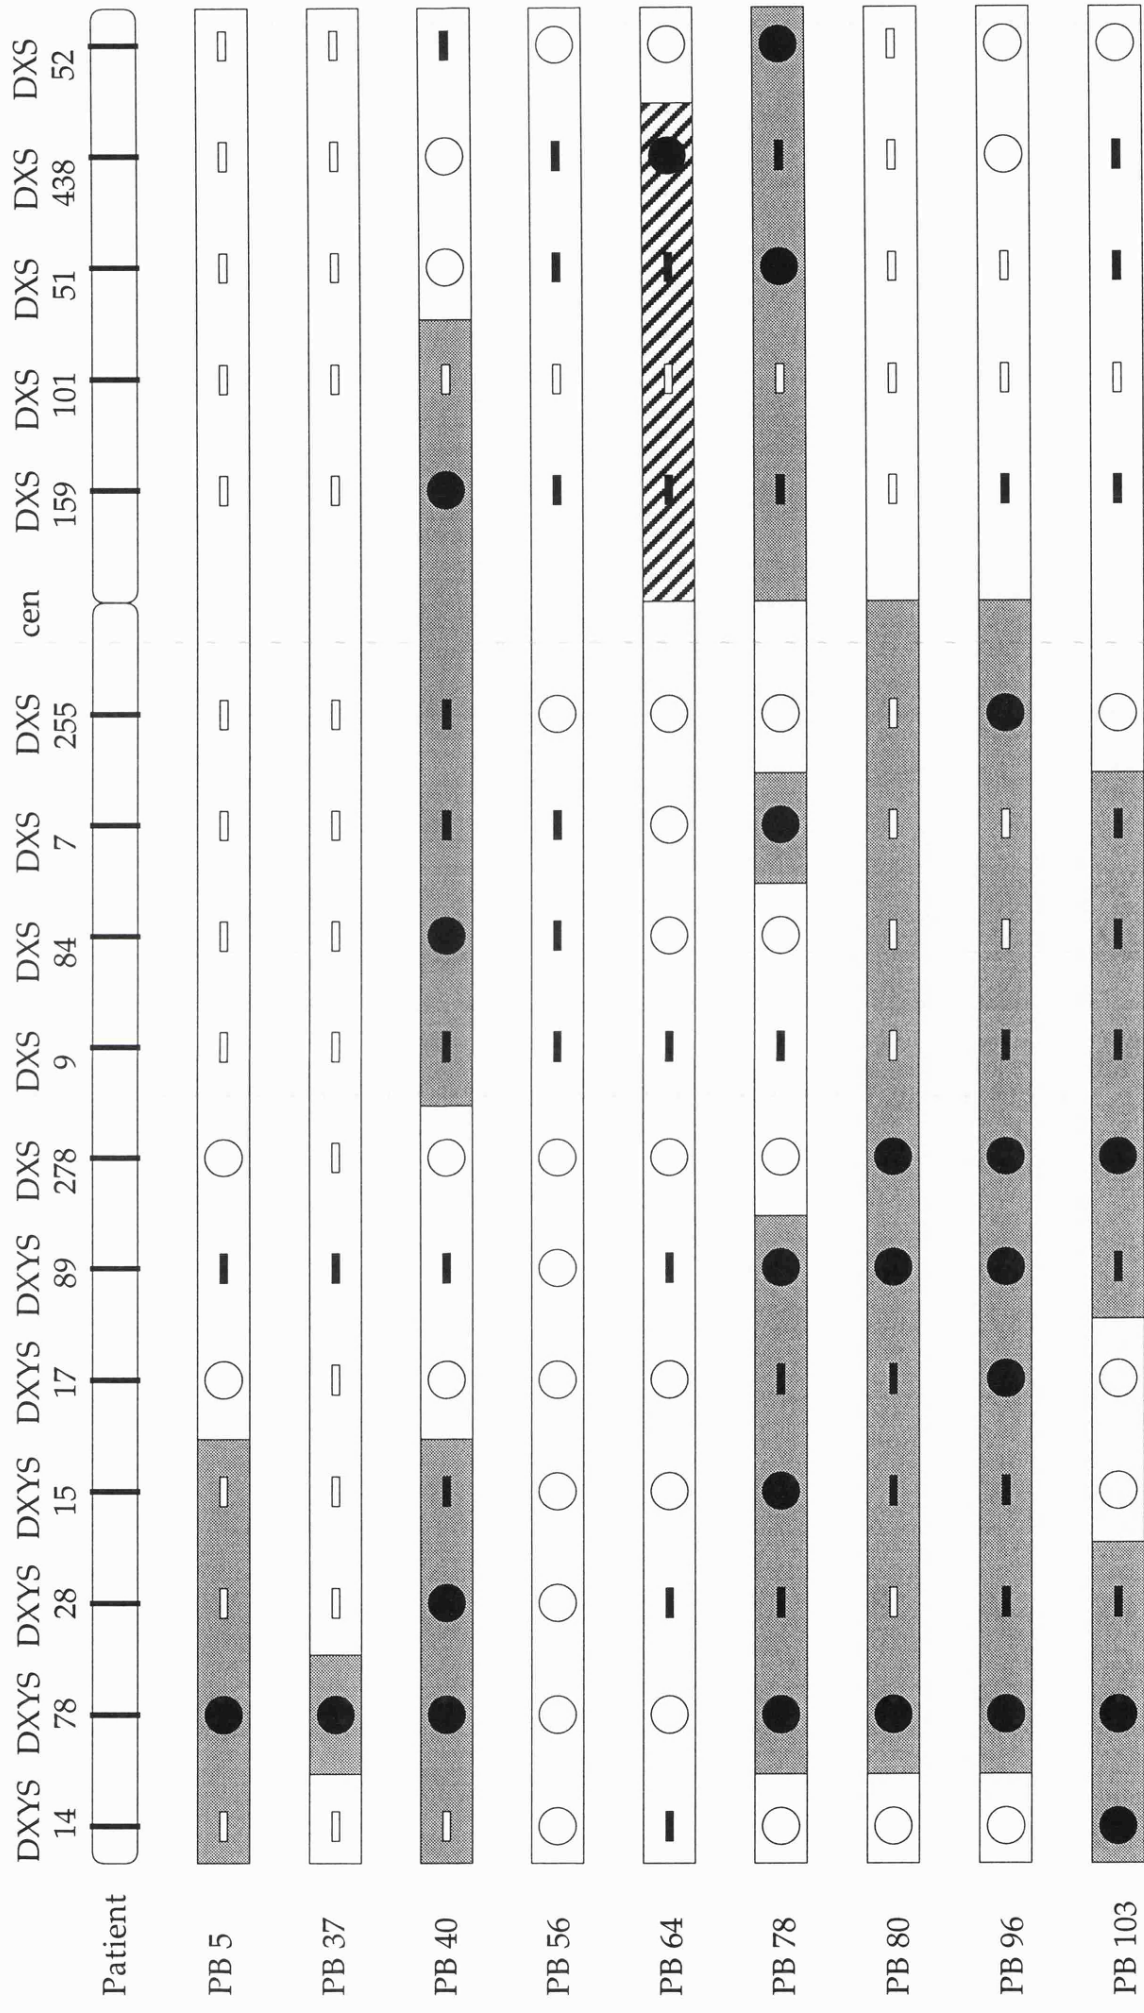 DXYS DXYS DXYS DXYS DXYS DXYS DXS DXS DXS DXS DXS cen DXS DXS DXS DXS DXS
14 78 28 15 17 89 278 9 84 7 255 159 101 51 438 52
Patient
PB 5
PB 37
PB 40
PB 56
PB 64
PB 78
PB 80
PB 96
PB 103